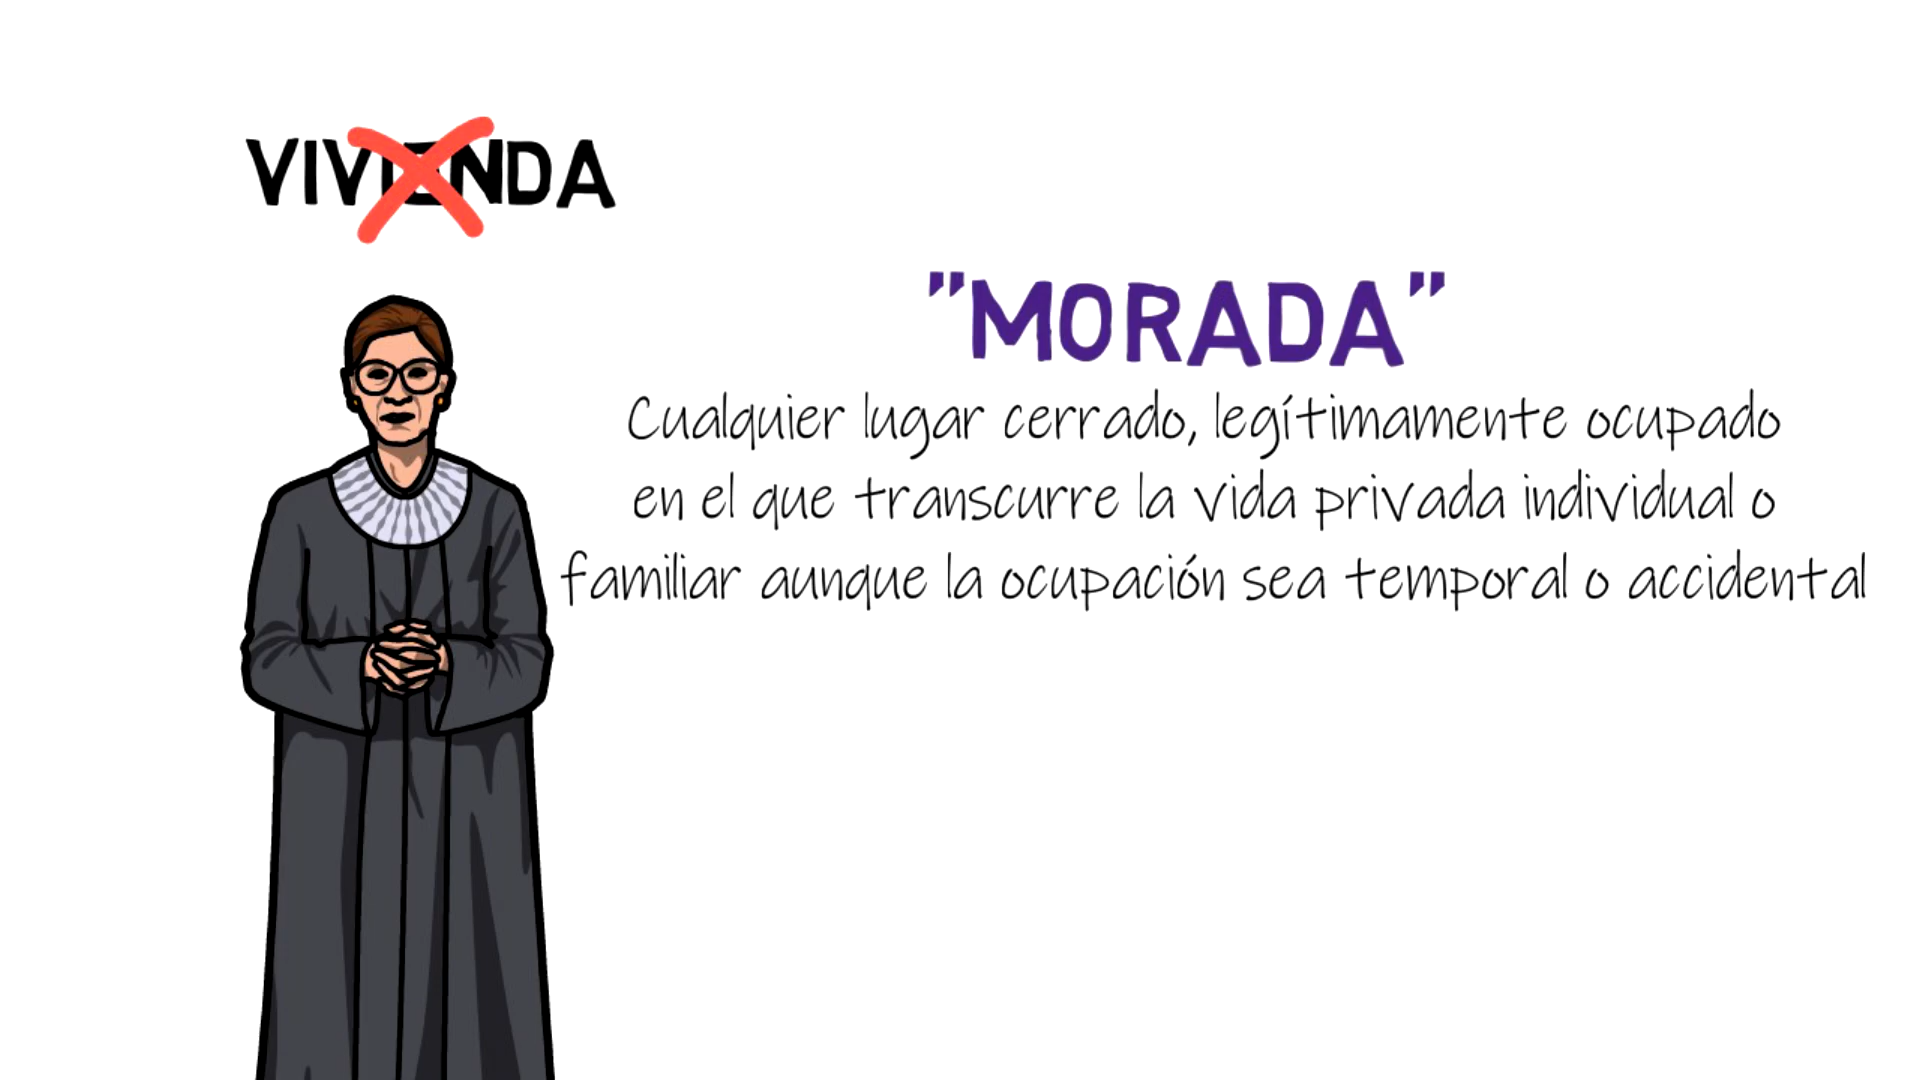 VIVIENDA
"MORADA"
Cualquier lugar cerrado, legítimamente ocupado
en el que transcurre la vida privada individual o
familiar aunque la ocupación sea temporal o accidental